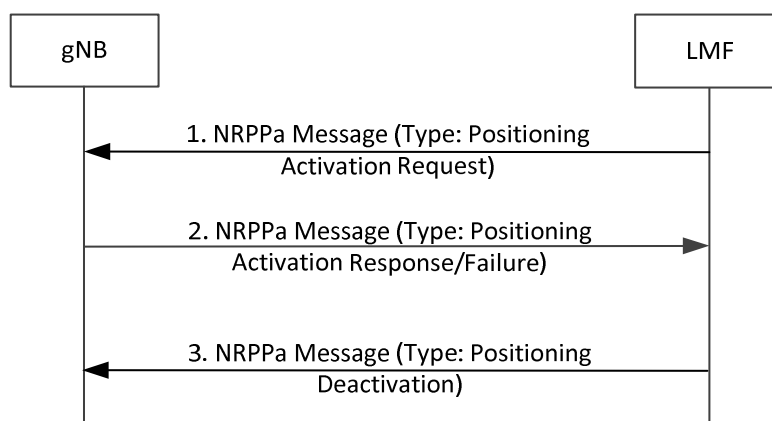 gNB
LMF
1. NRPPa Message (Type: Positioning
Activation Request)
2. NRPPa Message (Type: Positioning
Activation Response/Failure)
3. NRPPa Message (Type: Positioning
Deactivation)